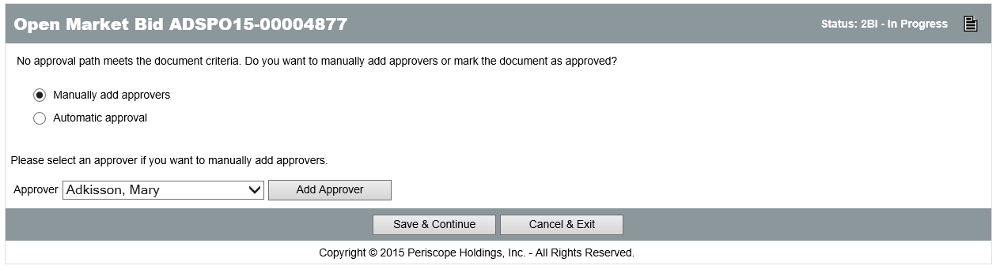 Open Market Bid ADSPO15-00004877 Status: 2BI - In Progress
No approval path meets the document criteria. Do you want to manually add approvers or mark the document as approved?
Manually add approvers
Automatic approval
Please select an approver if you want to manually add approvers.
Approver Adkisson, Mary Add Approver
Save & Continue Cancel & Exit
Copyright © 2015 Periscope Holdings, Inc. - All Rights Reserved.